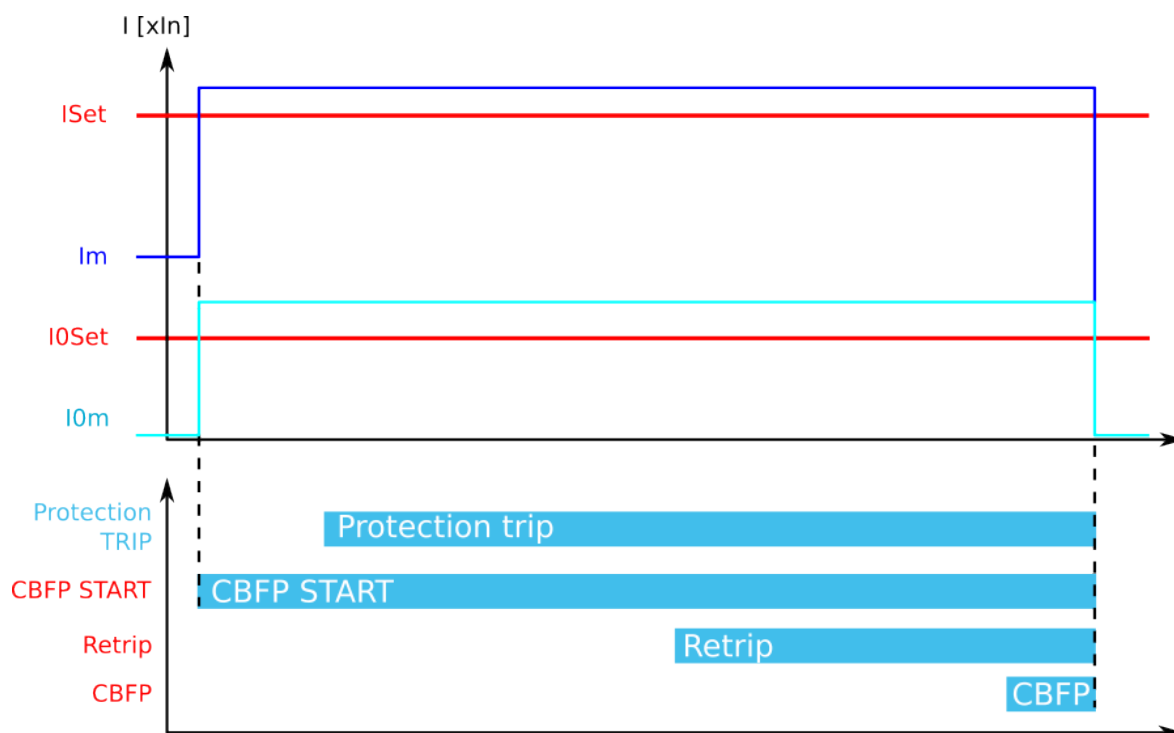 I [xIn]
ISet
Im
I0Set
I0m
Protection
TRIP
Protection trip
CBFP START
CBFP START
Retrip
Retrip
CBFP
CBFP